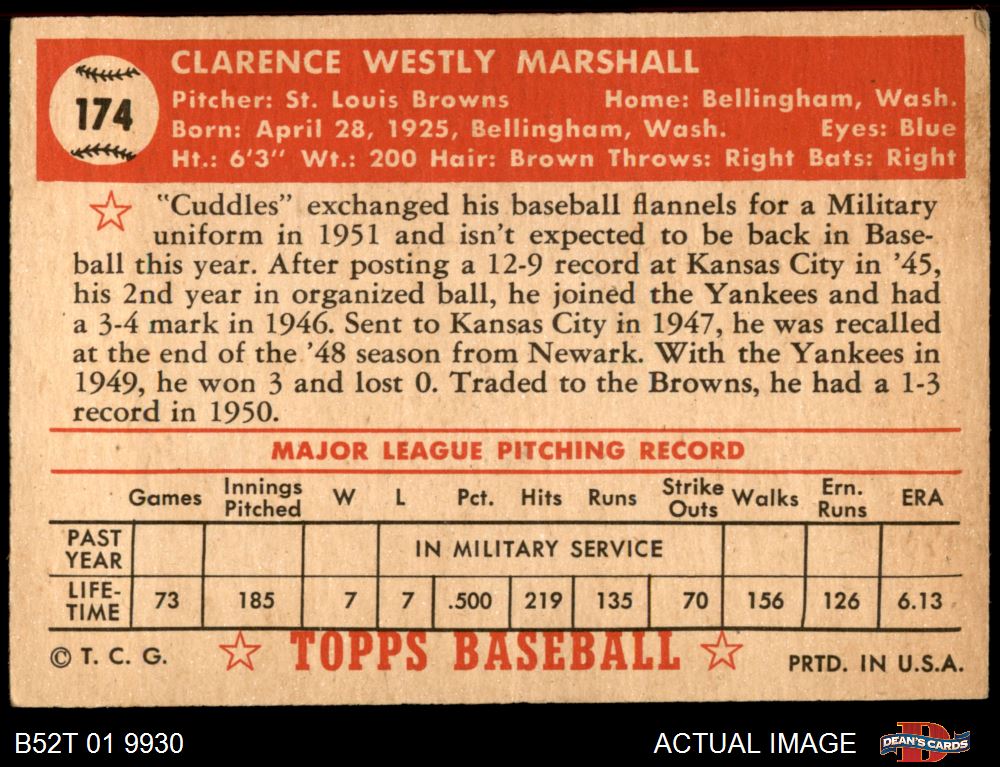 174
CLARENCE WESTLY MARSHALL
Pitcher: St. Louis Browns Home: Bellingham, Wash.
Born: April 28, 1925, Bellingham, Wash. Eyes: Blue
Ht.: 6'3" Wt.: 200 Hair: Brown Throws: Right Bats: Right
"Cuddles" exchanged his baseball flannels for a Military
uniform in 1951 and isn't expected to be back in Base-
ball this year. After posting a 12-9 record at Kansas City in '45,
his 2nd year in organized ball, he joined the Yankees and had
a 3-4 mark in 1946. Sent to Kansas City in 1947, he was recalled
at the end of the '48 season from Newark. With the Yankees in
1949, he won 3 and lost 0. Traded to the Browns, he had a 1-3
record in 1950.
MAJOR LEAGUE PITCHING RECORD
Games Innings Pitched W L Pct. Hits Runs Strike Outs Walks Ern. Runs ERA
PAST YEAR IN MILITARY SERVICE
LIFE-TIME 73 185 7 7 .500 219 135 70 156 126 6.13
© T. C. G. TOPPS BASEBALL PRTD. IN U.S.A.
B52T 01 9930 ACTUAL IMAGE DEAN'S CARDS